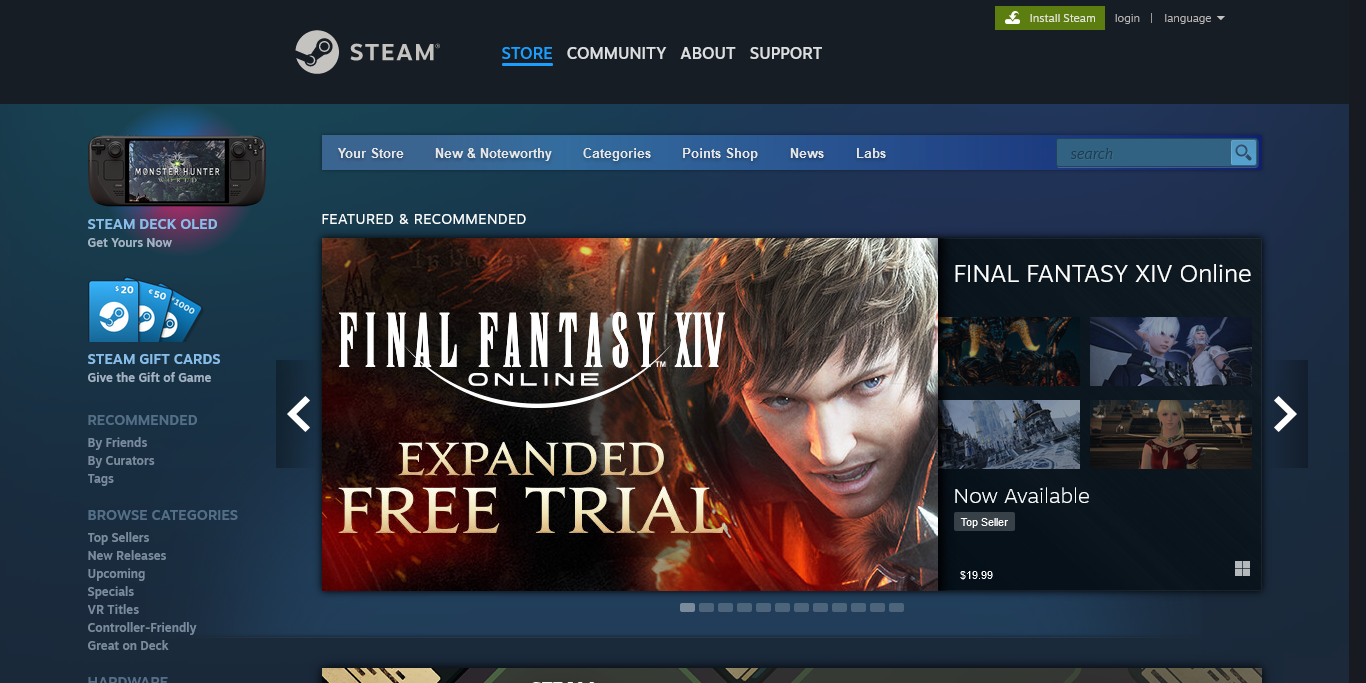 Install Steam
login | language
STEAM®
STORE COMMUNITY ABOUT SUPPORT
Your Store New & Noteworthy Categories Points Shop News Labs
search
MONSTER HUNTER
WORLD
STEAM DECK OLED
Get Yours Now
$20 €50 ¥1000
STEAM GIFT CARDS
Give the Gift of Game
RECOMMENDED
By Friends
By Curators
Tags
BROWSE CATEGORIES
Top Sellers
New Releases
Upcoming
Specials
VR Titles
Controller-Friendly
Great on Deck
HARDWARE
FEATURED & RECOMMENDED
FINAL FANTASY XIV
ONLINE™
EXPANDED
FREE TRIAL
FINAL FANTASY XIV Online
Now Available
Top Seller
$19.99